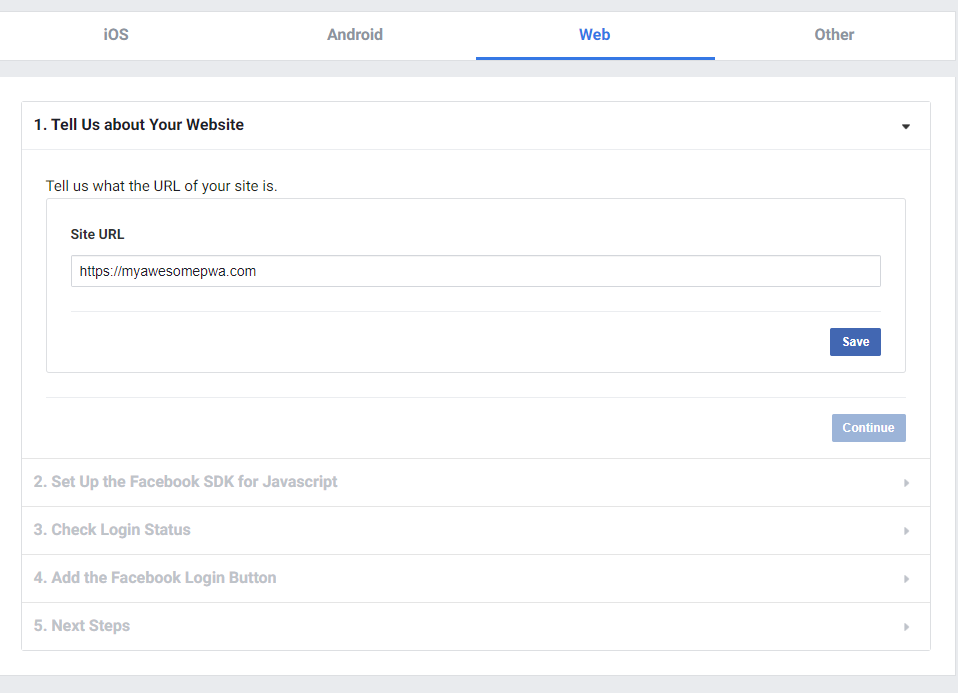 iOS
Android
Web
Other
1. Tell Us about Your Website
Tell us what the URL of your site is.
Site URL
https://myawesomepwa.com
Save
Continue
2. Set Up the Facebook SDK for Javascript
3. Check Login Status
4. Add the Facebook Login Button
5. Next Steps